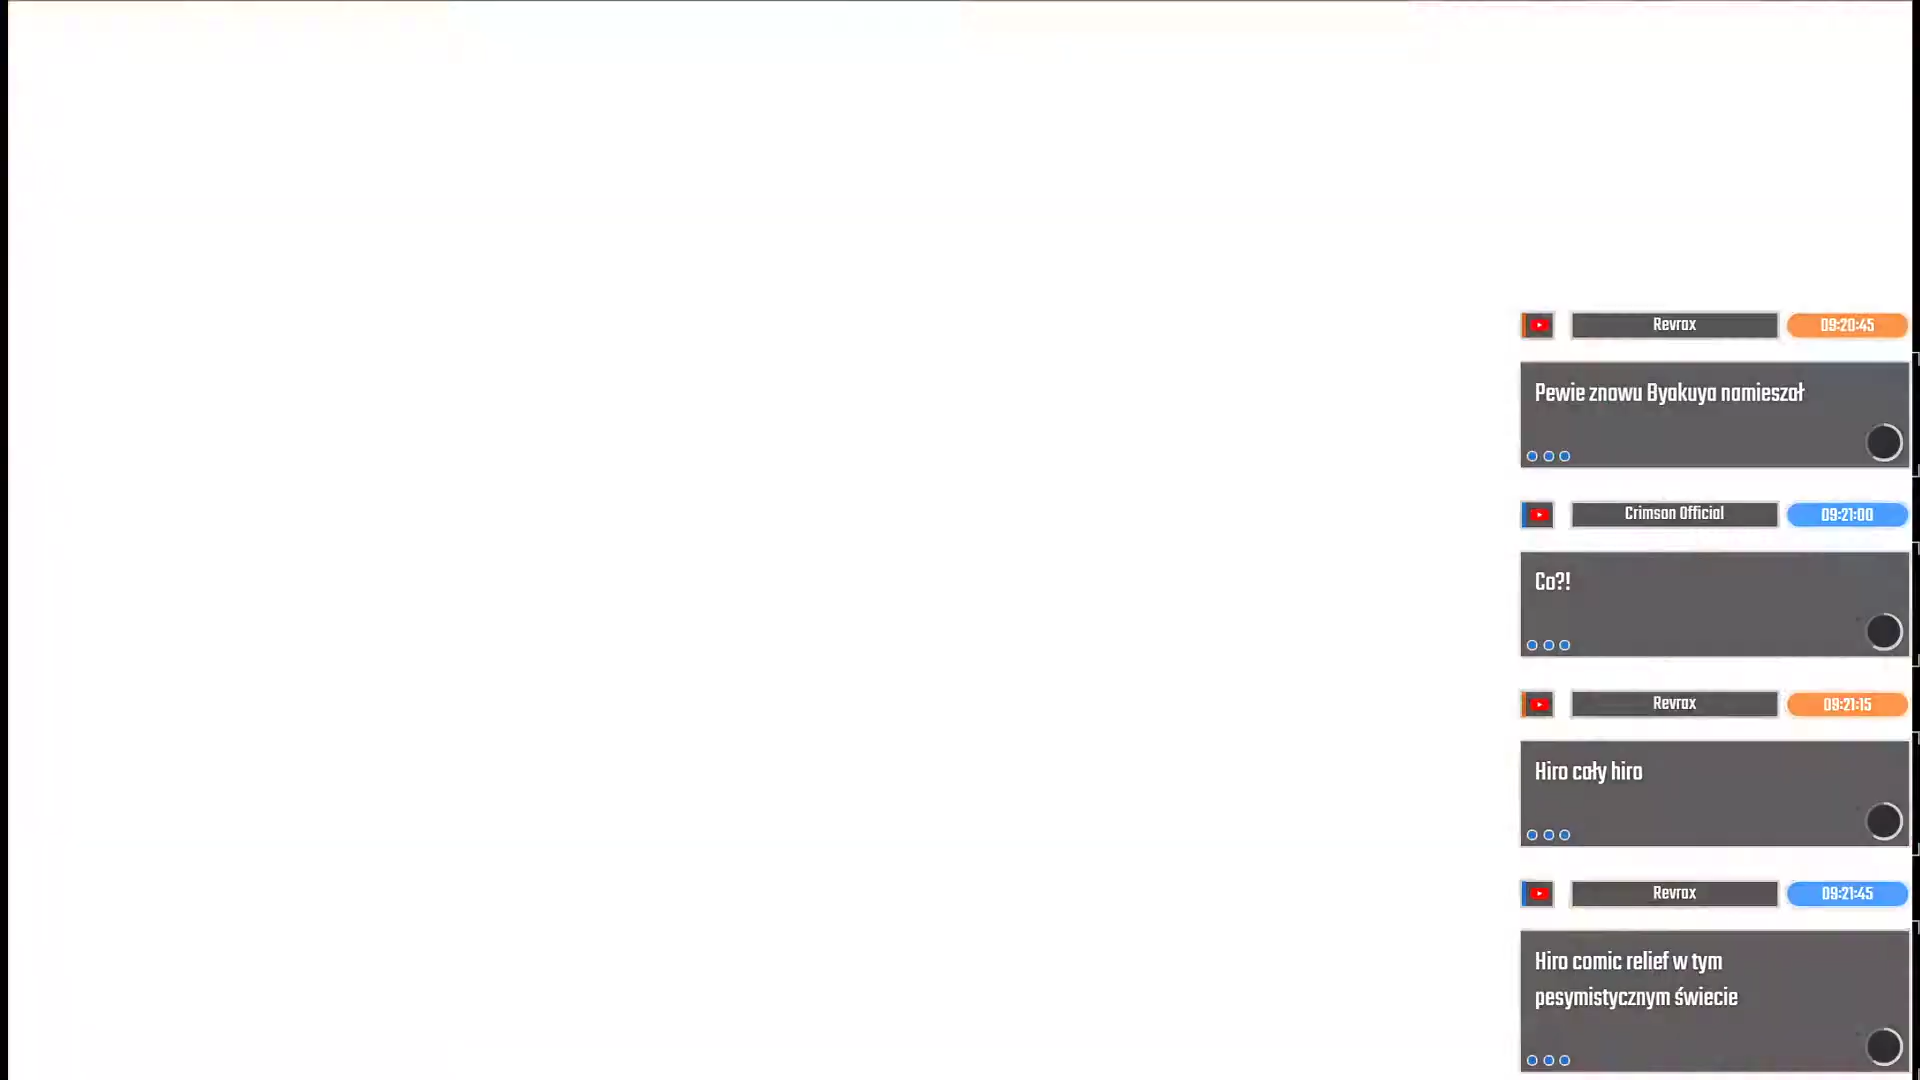 Revrax
09:20:45
Pewie znowu Byakuya namieszał
Crimson Official
09:21:00
Co?!
Revrax
09:21:15
Hiro cały hiro
Revrax
09:21:45
Hiro comic relief w tym
pesymistycznym świecie